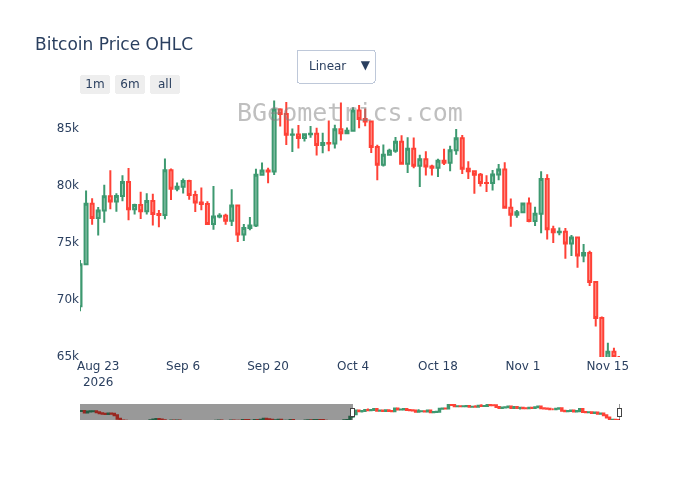 Bitcoin Price OHLC
Linear ▼
1m 6m all
BGeometrics.com
85k
80k
75k
70k
65k
Aug 23 Sep 6 Sep 20 Oct 4 Oct 18 Nov 1 Nov 15
2026